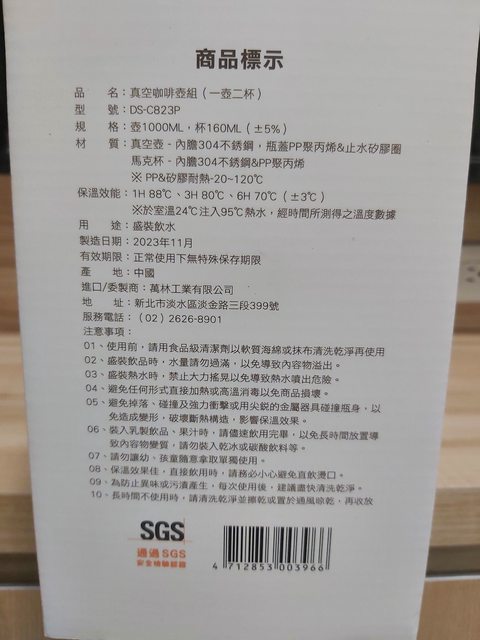 商品標示
品　　名：真空咖啡壺組（一壺二杯）
型　　號：DS-C823P
規　　格：壺1000ML，杯160ML（±5%）
材　　質：真空壺－內膽304不銹鋼，瓶蓋PP聚丙烯&止水矽膠圈
馬克杯－內膽304不銹鋼&PP聚丙烯
※ PP&矽膠耐熱-20~120℃
保溫效能：1H 88℃、3H 80℃、6H 70℃（±3℃）
※於室溫24℃注入95℃熱水，經時間所測得之溫度數據
用　　途：盛裝飲水
製造日期：2023年11月
有效期限：正常使用下無特殊保存期限
產　　地：中國
進口/委製商：萬林工業有限公司
地　　址：新北市淡水區淡金路三段399號
服務電話：（02）2626-8901
注意事項：
01、使用前，請用食品級清潔劑以軟質海綿或抹布清洗乾淨再使用
02、盛裝飲品時，水量請勿過滿，以免導致內容物溢出。
03、盛裝熱水時，禁止大力搖晃以免導致熱水噴出危險。
04、避免任何形式直接加熱或高溫消毒以免商品損壞。
05、避免掉落、碰撞及強力衝擊或用尖銳的金屬器具碰撞瓶身，以
免造成變形，破壞斷熱構造，影響保溫效果。
06、裝入乳製飲品、果汁時，請儘速飲用完畢，以免長時間放置導
致內容物變質，請勿裝入乾冰或碳酸飲料等。
07、請勿讓幼、孩童隨意拿取單獨使用。
08、保溫效果佳，直接飲用時，請務必小心避免直飲燙口。
09、為防止異味或污漬產生，每次使用後，建議盡快清洗乾淨。
10、長時間不使用時，請清洗乾淨並擦乾或置於通風晾乾，再收放
SGS
通過SGS
安全檢驗認證
4 712853 003966